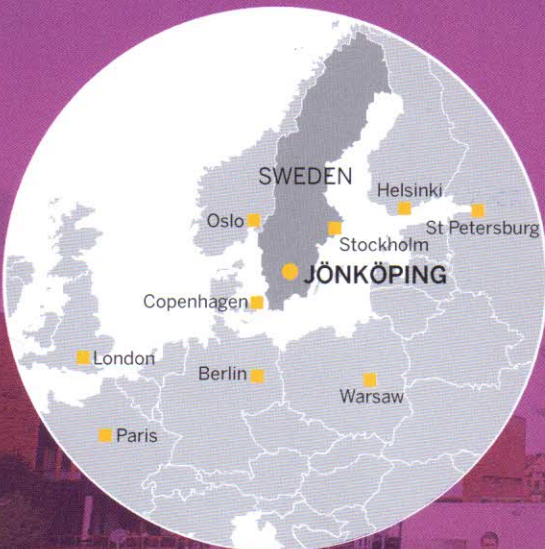 SWEDEN
Helsinki
Oslo
St Petersburg
Stockholm
JÖNKÖPING
Copenhagen
London
Berlin
Warsaw
Paris